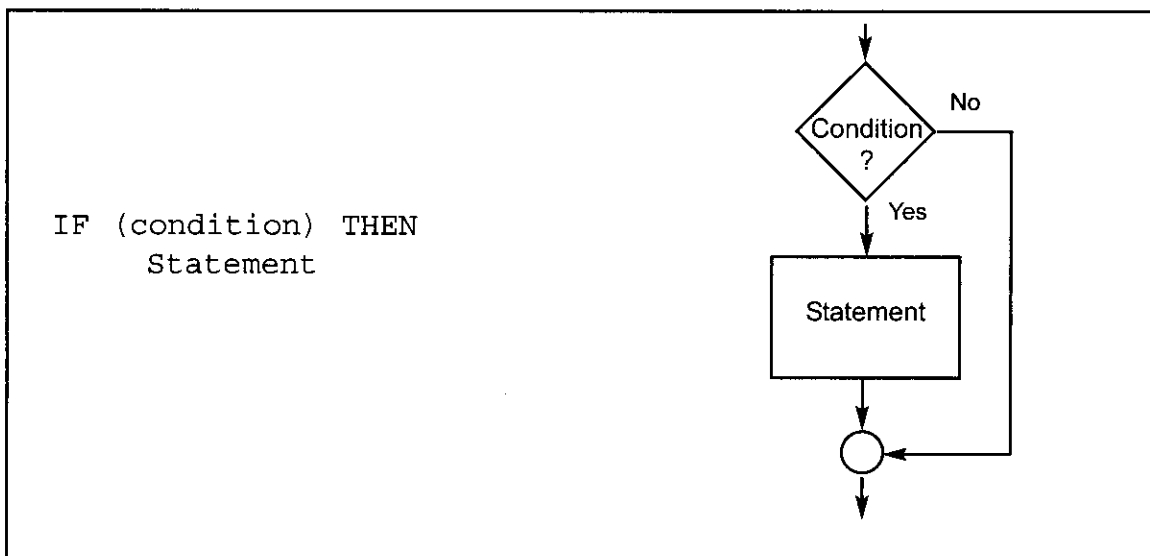 IF (condition) THEN
Statement
Condition
?
No
Yes
Statement